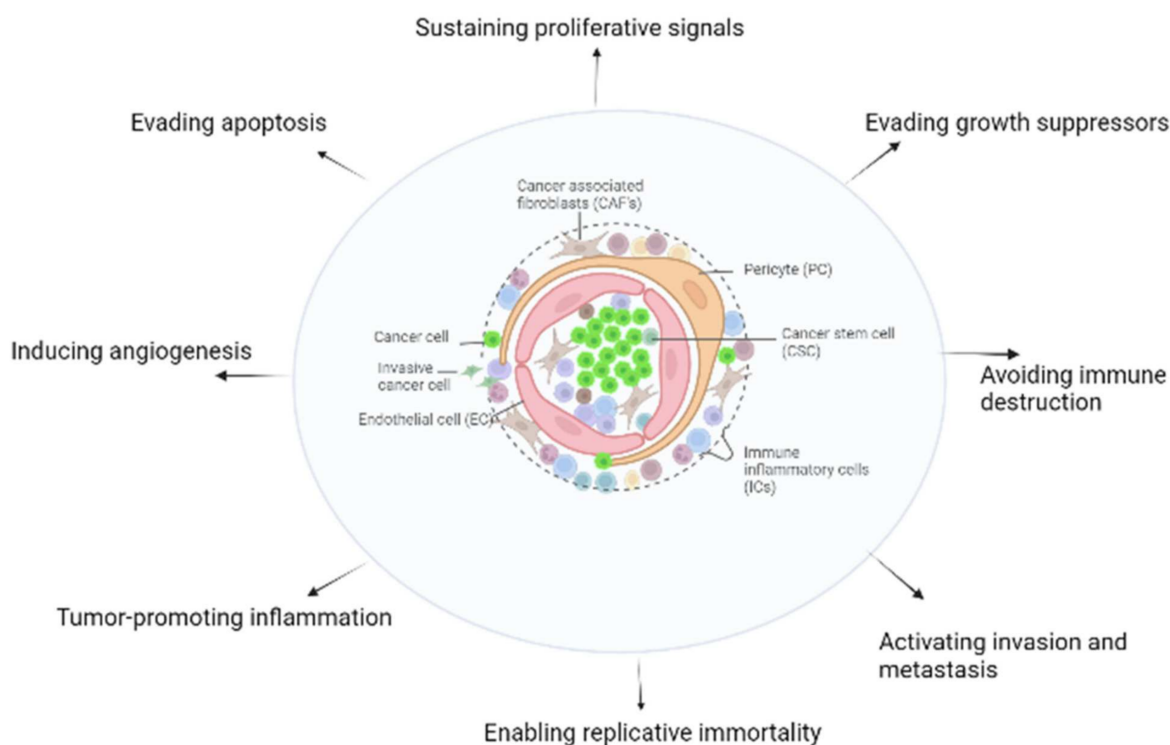 Sustaining proliferative signals
Evading apoptosis
Evading growth suppressors
Cancer associated
fibroblasts (CAF's)
Pericyte (PC)
Cancer cell
Cancer stem cell
(CSC)
Inducing angiogenesis
Invasive
cancer cell
Avoiding immune
destruction
Endothelial cell (EC)
Immune
inflammatory cells
(ICs)
Tumor-promoting inflammation
Activating invasion and
metastasis
Enabling replicative immortality